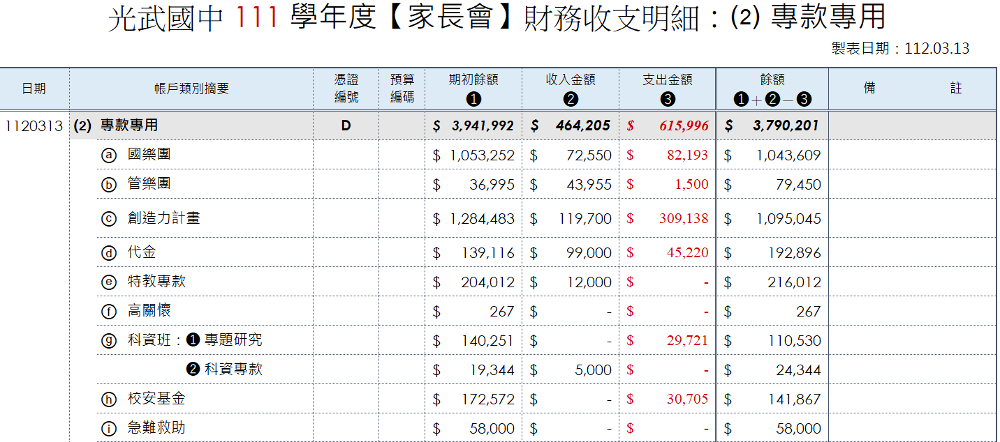 光武國中 111 學年度【家長會】財務收支明細：(2) 專款專用
製表日期：112.03.13
日期 帳戶類別摘要 憑證編號 預算編碼 期初餘額 ❶ 收入金額 ❷ 支出金額 ❸ 餘額 ❶＋❷－❸ 備 註
1120313 (2) 專款專用 D $ 3,941,992 $ 464,205 $ 615,996 $ 3,790,201
ⓐ 國樂團 $ 1,053,252 $ 72,550 $ 82,193 $ 1,043,609
ⓑ 管樂團 $ 36,995 $ 43,955 $ 1,500 $ 79,450
ⓒ 創造力計畫 $ 1,284,483 $ 119,700 $ 309,138 $ 1,095,045
ⓓ 代金 $ 139,116 $ 99,000 $ 45,220 $ 192,896
ⓔ 特教專款 $ 204,012 $ 12,000 $ - $ 216,012
ⓕ 高關懷 $ 267 $ - $ - $ 267
ⓖ 科資班：❶ 專題研究 $ 140,251 $ - $ 29,721 $ 110,530
❷ 科資專款 $ 19,344 $ 5,000 $ - $ 24,344
ⓗ 校安基金 $ 172,572 $ - $ 30,705 $ 141,867
ⓘ 急難救助 $ 58,000 $ - $ - $ 58,000